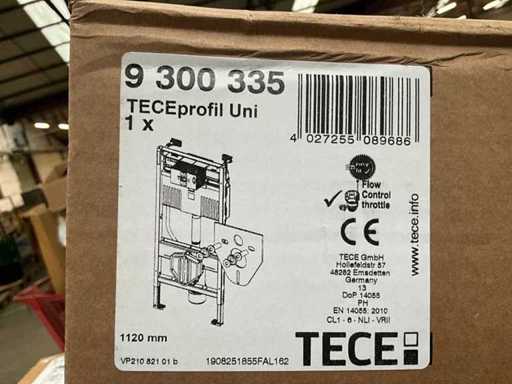 9 300 335
TECEprofil Uni
1 x
4 027255 089686
easy fit
Flow
Control
throttle
CE
www.tece.info
TECE GmbH
Hollefeldstr 57
48282 Emsdetten
Germany
13
DoP 14055
PH
EN 14055: 2010
CL1 - 6 - NLI - VRII
1120 mm
TECE
VP210 821 01 b
1908251855FAL162